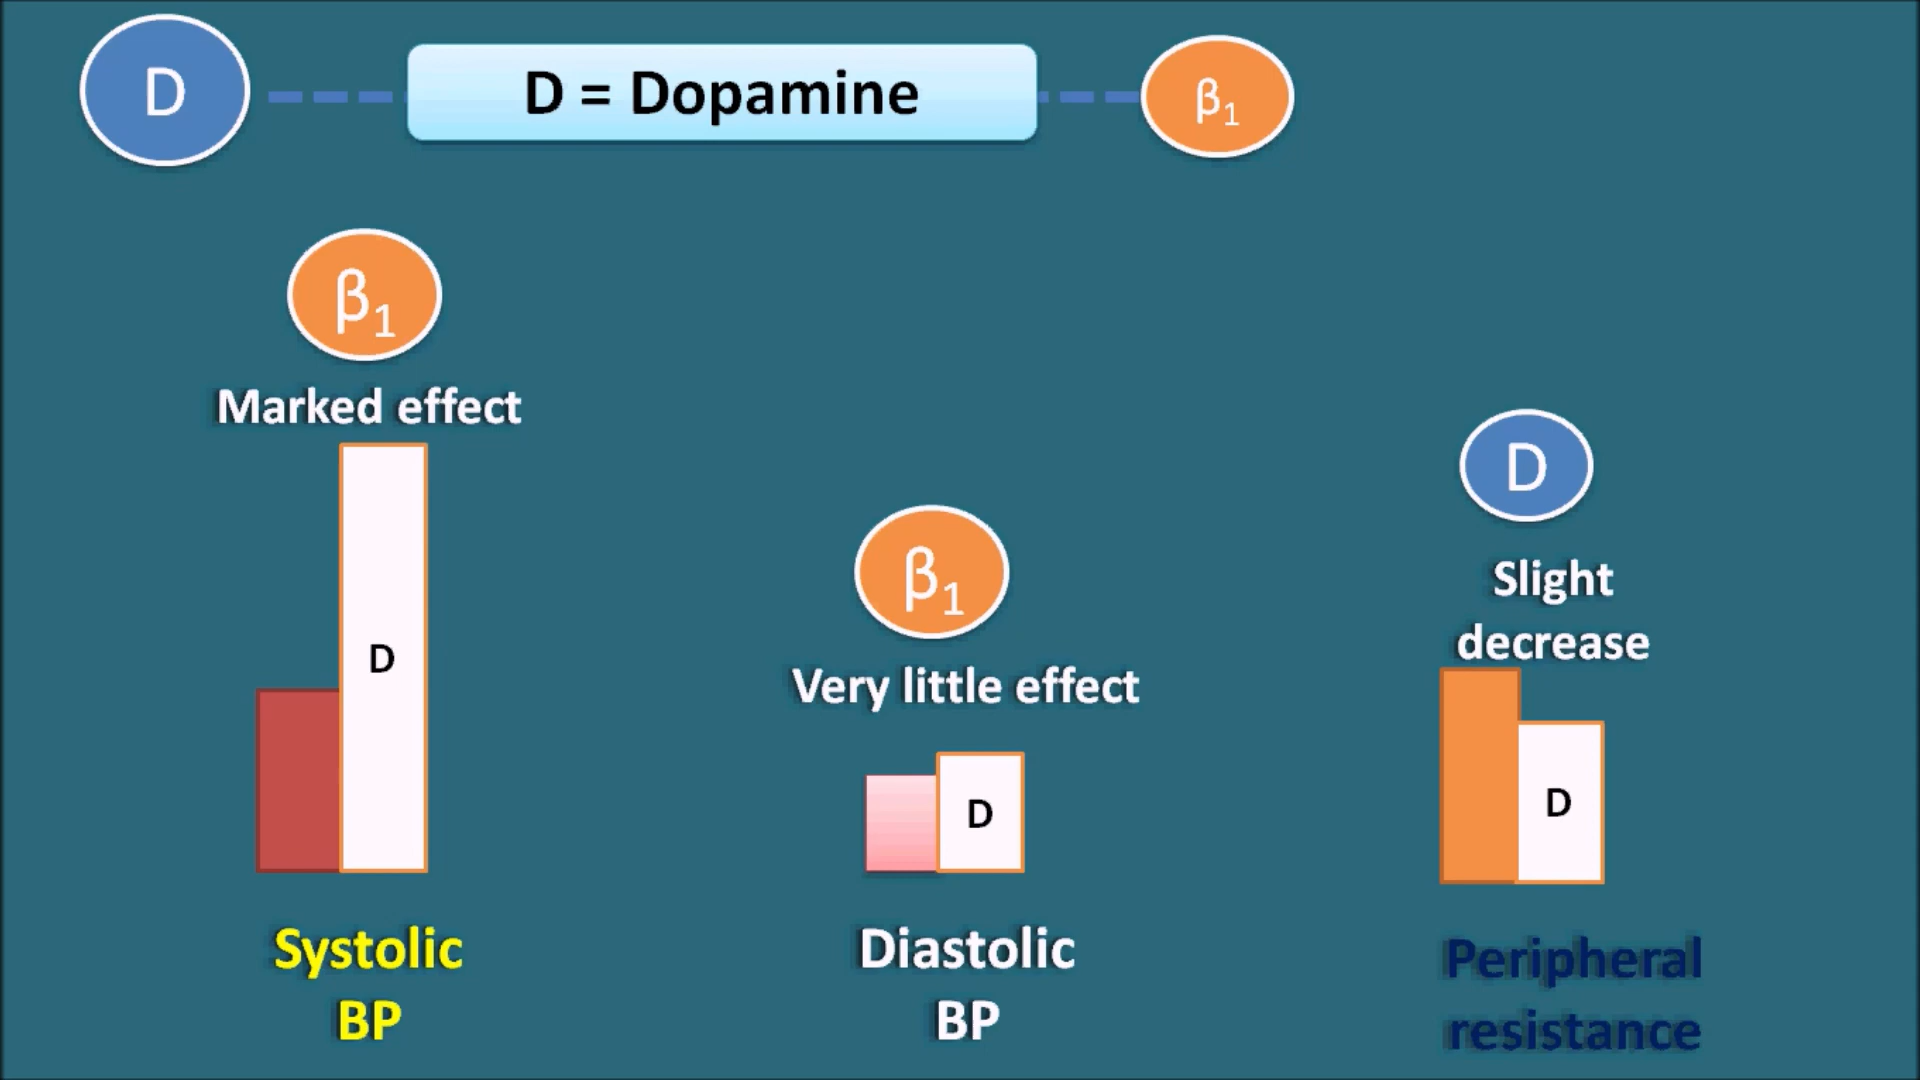 D
D = Dopamine
β₁
β₁
Marked effect
D
Systolic
BP
β₁
Very little effect
D
Diastolic
BP
D
Slight
decrease
D
Peripheral
resistance